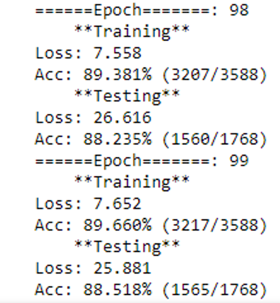 ======Epoch=======: 98
**Training**
Loss: 7.558
Acc: 89.381% (3207/3588)
**Testing**
Loss: 26.616
Acc: 88.235% (1560/1768)
======Epoch=======: 99
**Training**
Loss: 7.652
Acc: 89.660% (3217/3588)
**Testing**
Loss: 25.881
Acc: 88.518% (1565/1768)